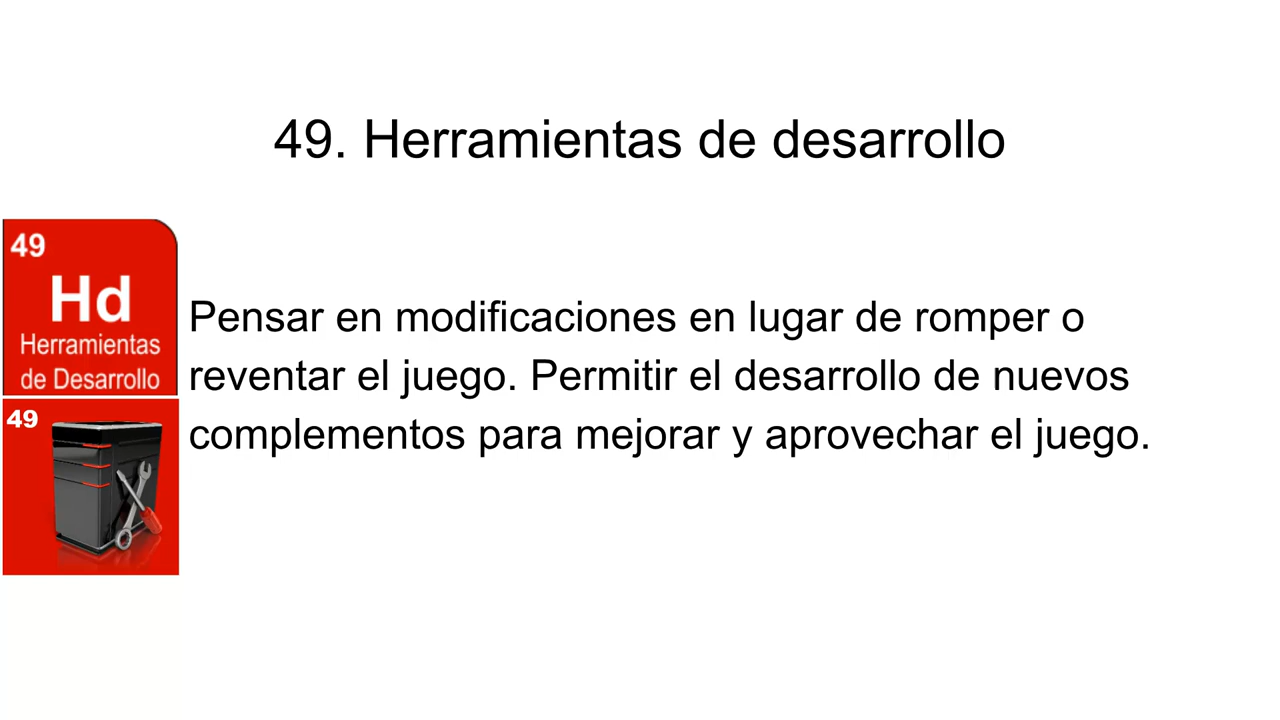 49. Herramientas de desarrollo
49
Hd
Herramientas
de Desarrollo
49
Pensar en modificaciones en lugar de romper o
reventar el juego. Permitir el desarrollo de nuevos
complementos para mejorar y aprovechar el juego.